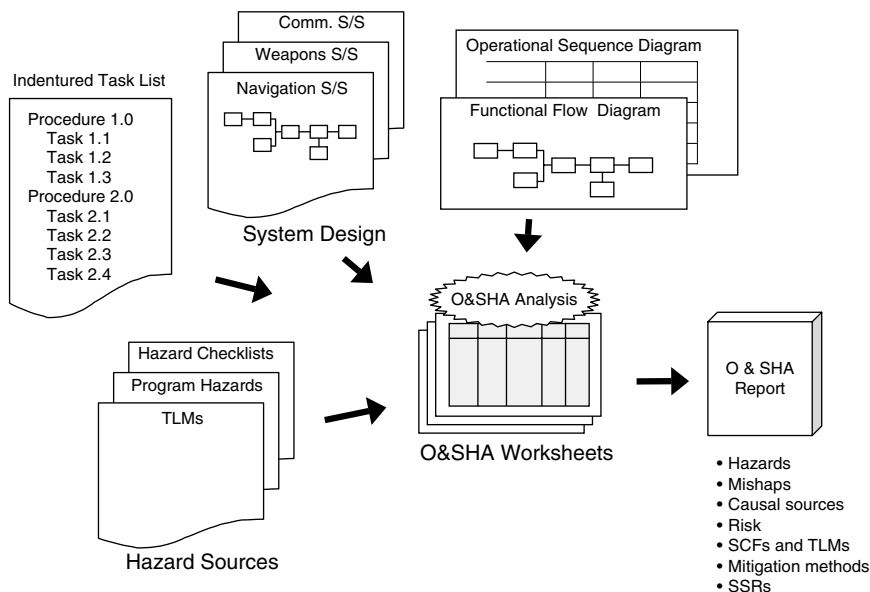 Indentured Task List
Procedure 1.0
Task 1.1
Task 1.2
Task 1.3
Procedure 2.0
Task 2.1
Task 2.2
Task 2.3
Task 2.4
Comm. S/S
Weapons S/S
Navigation S/S
System Design
Operational Sequence Diagram
Functional Flow Diagram
Hazard Checklists
Program Hazards
TLMs
Hazard Sources
O&SHA Analysis
O&SHA Worksheets
O & SHA
Report
• Hazards
• Mishaps
• Causal sources
• Risk
• SCFs and TLMs
• Mitigation methods
• SSRs